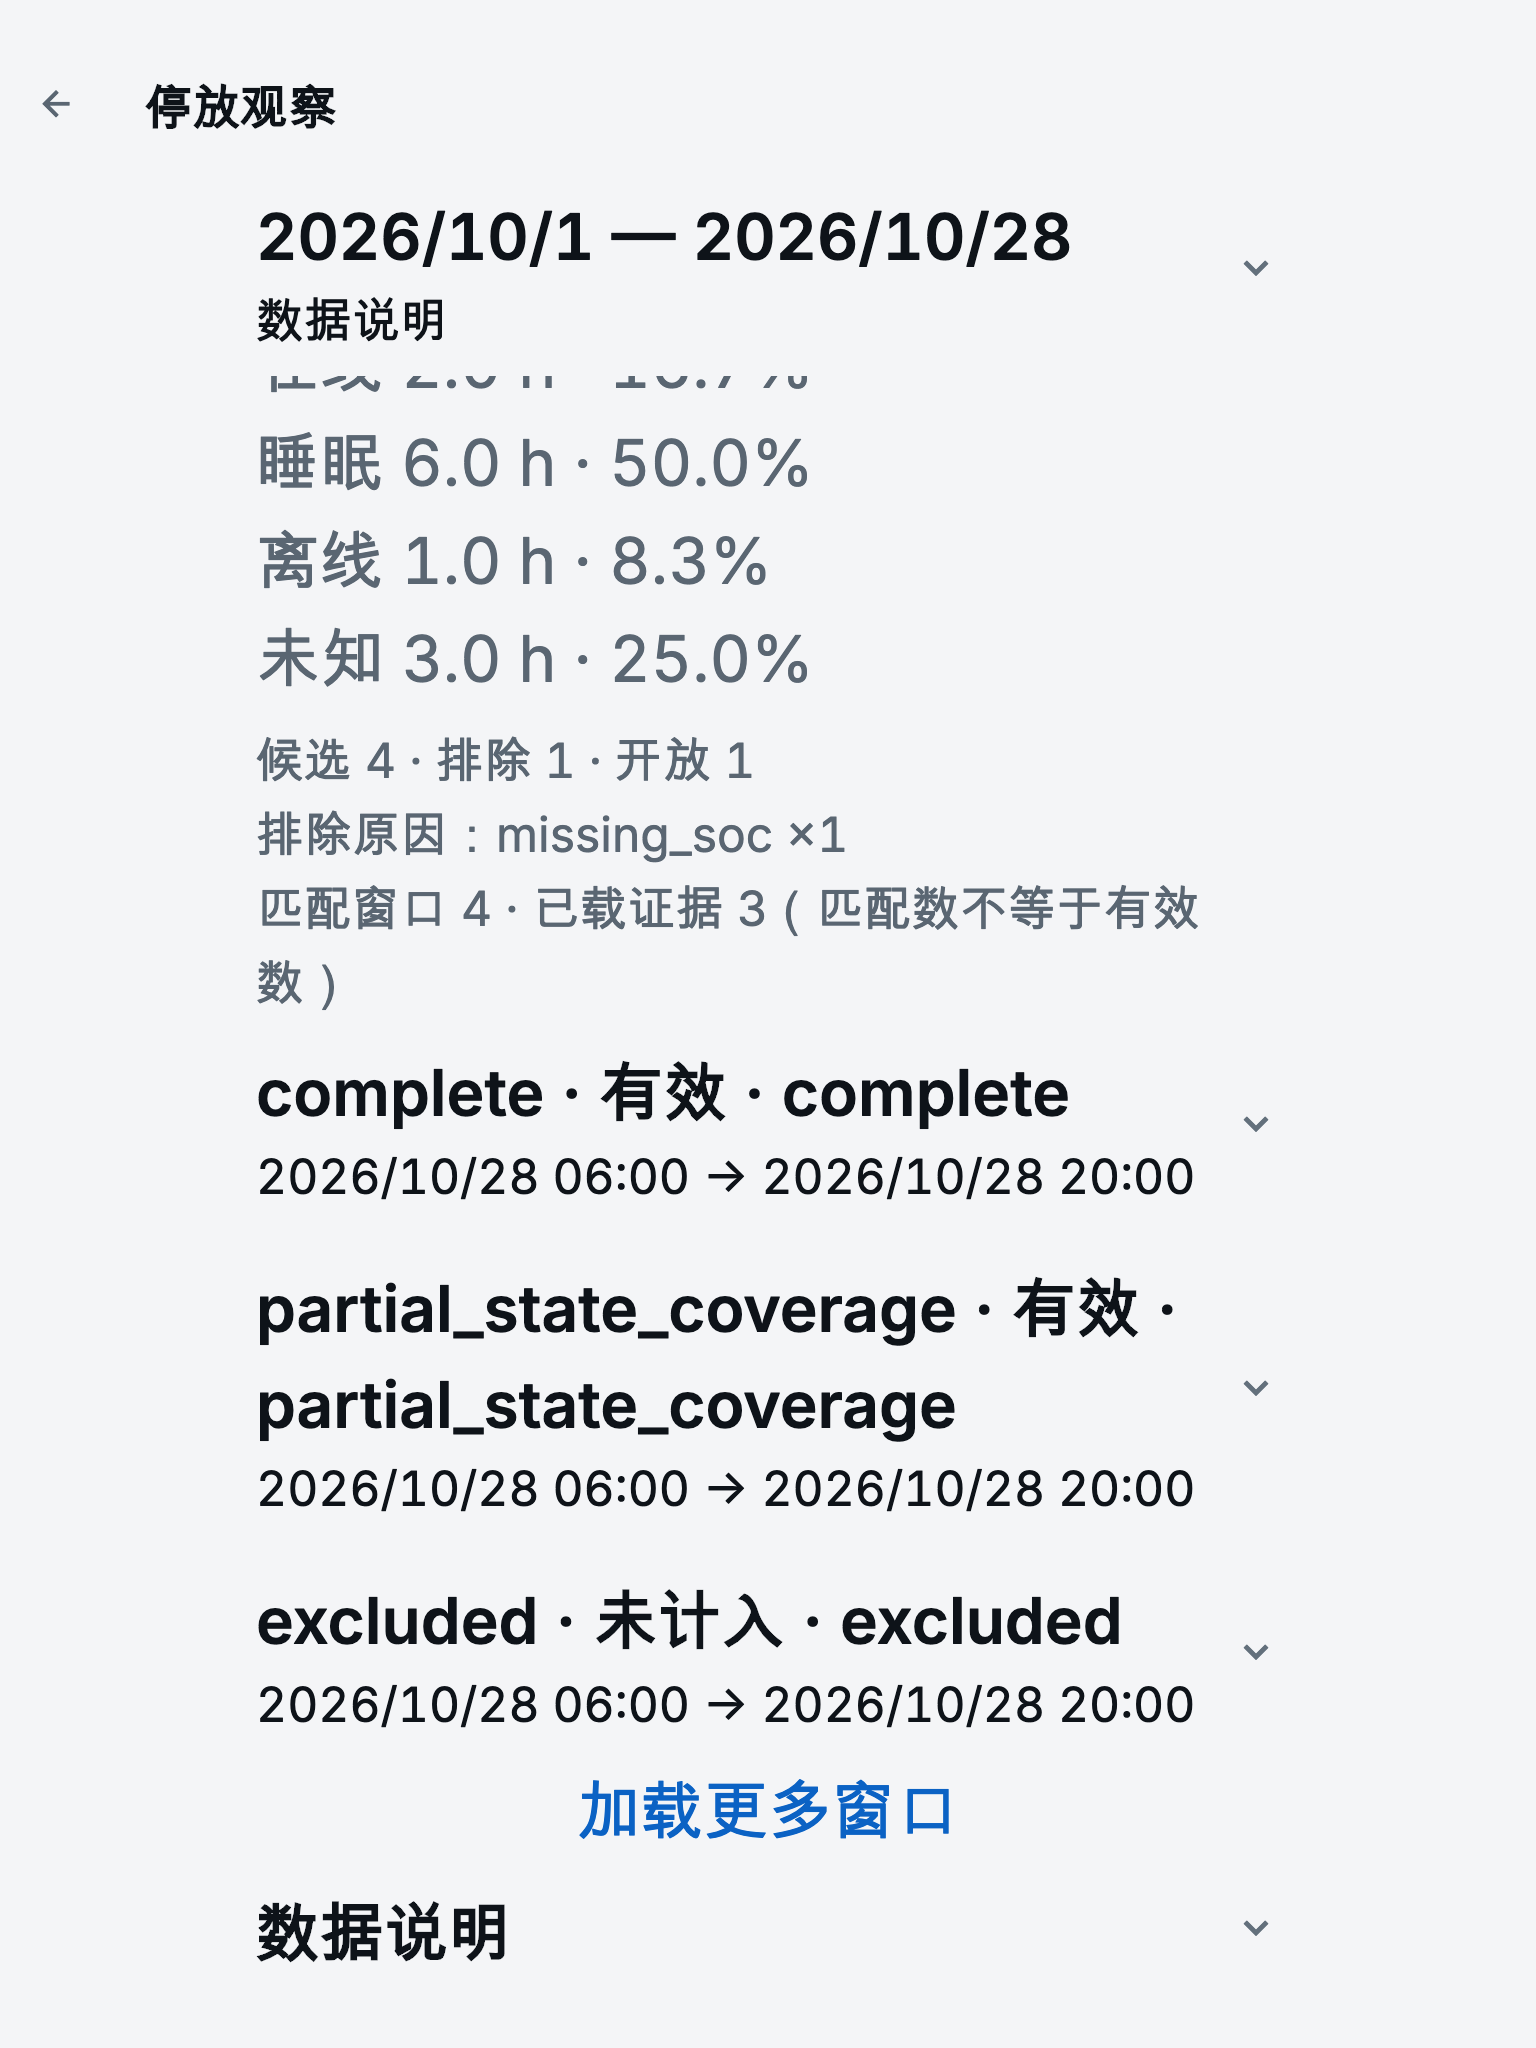 停放观察
2026/10/1 — 2026/10/28
数据说明
睡眠 6.0 h · 50.0%
离线 1.0 h · 8.3%
未知 3.0 h · 25.0%
候选 4 · 排除 1 · 开放 1
排除原因：missing_soc ×1
匹配窗口 4 · 已载证据 3（匹配数不等于有效
数）
complete · 有效 · complete
2026/10/28 06:00 → 2026/10/28 20:00
partial_state_coverage · 有效 ·
partial_state_coverage
2026/10/28 06:00 → 2026/10/28 20:00
excluded · 未计入 · excluded
2026/10/28 06:00 → 2026/10/28 20:00
加载更多窗口
数据说明